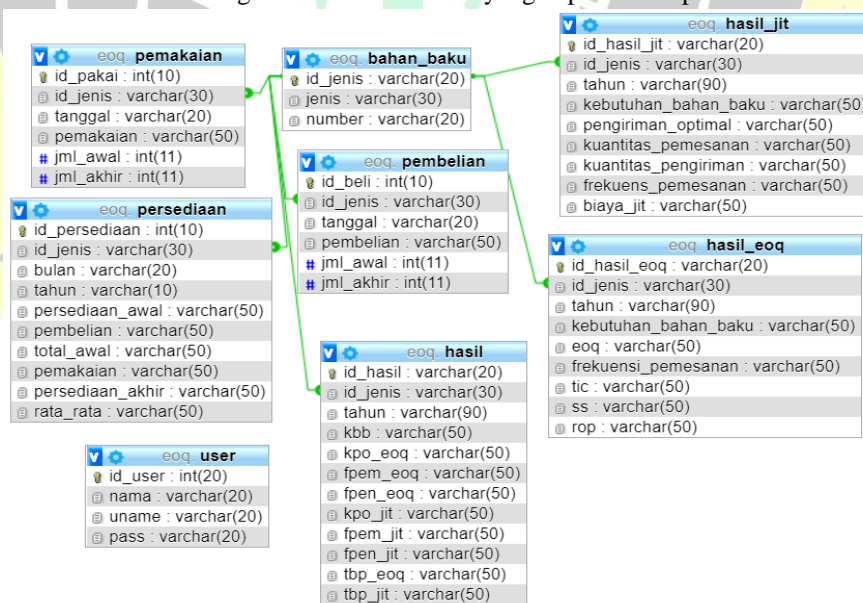 yang
eoq pemakaian
id_pakai : int(10)
id_jenis : varchar(30)
tanggal : varchar(20)
pemakaian : varchar(50)
# jml_awal : int(11)
# jml_akhir : int(11)
eoq bahan_baku
id_jenis : varchar(20)
jenis : varchar(30)
number : varchar(20)
eoq hasil_jit
id_hasil_jit : varchar(20)
id_jenis : varchar(30)
tahun : varchar(90)
kebutuhan_bahan_baku : varchar(50)
pengiriman_optimal : varchar(50)
kuantitas_pemesanan : varchar(50)
kuantitas_pengiriman : varchar(50)
frekuens_pemesanan : varchar(50)
biaya_jit : varchar(50)
eoq pembelian
id_beli : int(10)
id_jenis : varchar(30)
tanggal : varchar(20)
pembelian : varchar(50)
# jml_awal : int(11)
# jml_akhir : int(11)
eoq persediaan
id_persediaan : int(10)
id_jenis : varchar(30)
bulan : varchar(20)
tahun : varchar(10)
persediaan_awal : varchar(50)
pembelian : varchar(50)
total_awal : varchar(50)
pemakaian : varchar(50)
persediaan_akhir : varchar(50)
rata_rata : varchar(50)
eoq hasil_eoq
id_hasil_eoq : varchar(20)
id_jenis : varchar(30)
tahun : varchar(90)
kebutuhan_bahan_baku : varchar(50)
eoq : varchar(50)
frekuensi_pemesanan : varchar(50)
tic : varchar(50)
ss : varchar(50)
rop : varchar(50)
eoq hasil
id_hasil : varchar(20)
id_jenis : varchar(30)
tahun : varchar(90)
kbb : varchar(50)
kpo_eoq : varchar(50)
fpem_eoq : varchar(50)
fpen_eoq : varchar(50)
kpo_jit : varchar(50)
fpem_jit : varchar(50)
fpen_jit : varchar(50)
tbp_eoq : varchar(50)
tbp_jit : varchar(50)
eoq user
id_user : int(20)
nama : varchar(20)
uname : varchar(20)
pass : varchar(20)